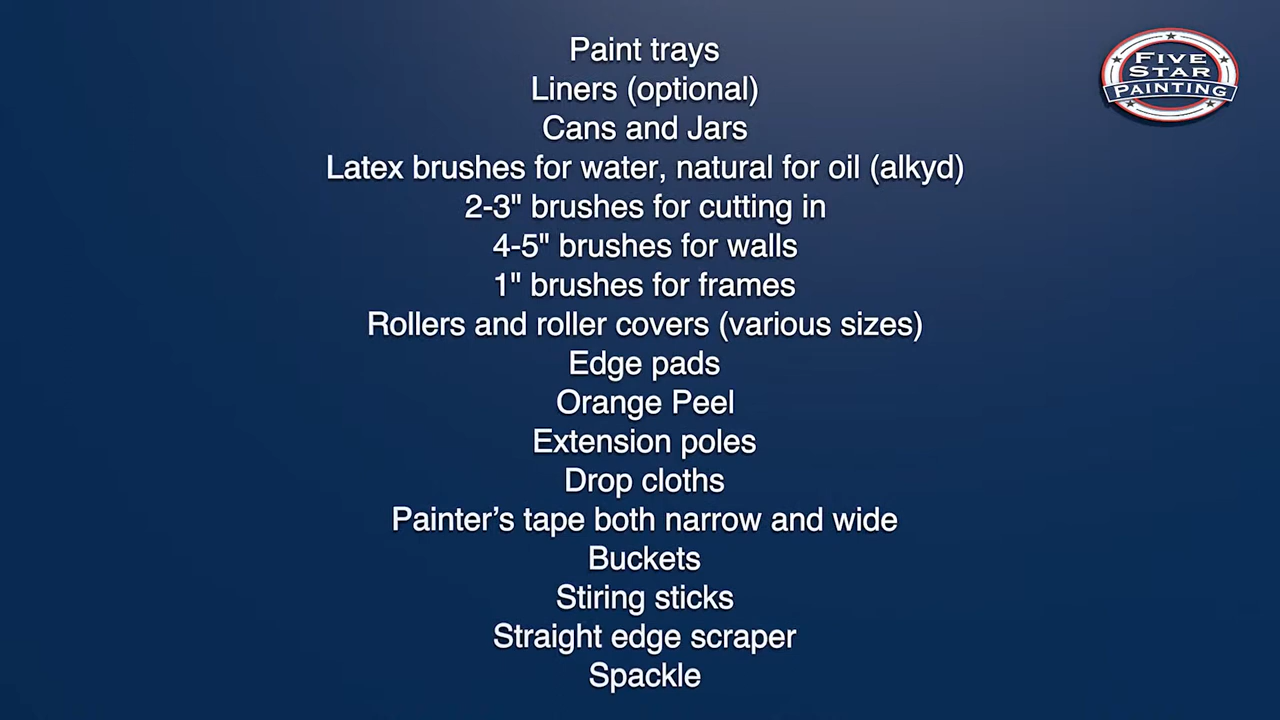 Paint trays
Liners (optional)
Cans and Jars
Latex brushes for water, natural for oil (alkyd)
2-3" brushes for cutting in
4-5" brushes for walls
1" brushes for frames
Rollers and roller covers (various sizes)
Edge pads
Orange Peel
Extension poles
Drop cloths
Painter’s tape both narrow and wide
Buckets
Stiring sticks
Straight edge scraper
Spackle
FIVE
STAR
PAINTING